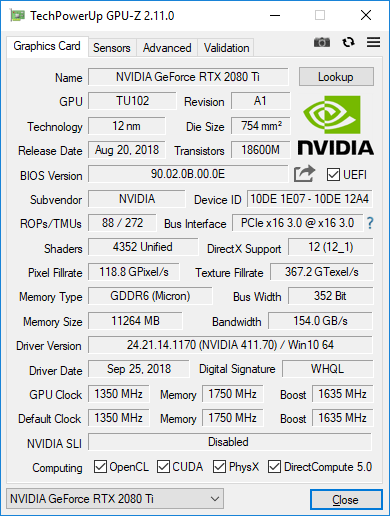 TechPowerUp GPU-Z 2.11.0
Graphics Card Sensors Advanced Validation
Name NVIDIA GeForce RTX 2080 Ti Lookup
GPU TU102 Revision A1
Technology 12 nm Die Size 754 mm²
Release Date Aug 20, 2018 Transistors 18600M
NVIDIA
BIOS Version 90.02.0B.00.0E UEFI
Subvendor NVIDIA Device ID 10DE 1E07 - 10DE 12A4
ROPs/TMUs 88 / 272 Bus Interface PCIe x16 3.0 @ x16 3.0 ?
Shaders 4352 Unified DirectX Support 12 (12_1)
Pixel Fillrate 118.8 GPixel/s Texture Fillrate 367.2 GTexel/s
Memory Type GDDR6 (Micron) Bus Width 352 Bit
Memory Size 11264 MB Bandwidth 154.0 GB/s
Driver Version 24.21.14.1170 (NVIDIA 411.70) / Win10 64
Driver Date Sep 25, 2018 Digital Signature WHQL
GPU Clock 1350 MHz Memory 1750 MHz Boost 1635 MHz
Default Clock 1350 MHz Memory 1750 MHz Boost 1635 MHz
NVIDIA SLI Disabled
Computing OpenCL CUDA PhysX DirectCompute 5.0
NVIDIA GeForce RTX 2080 Ti Close